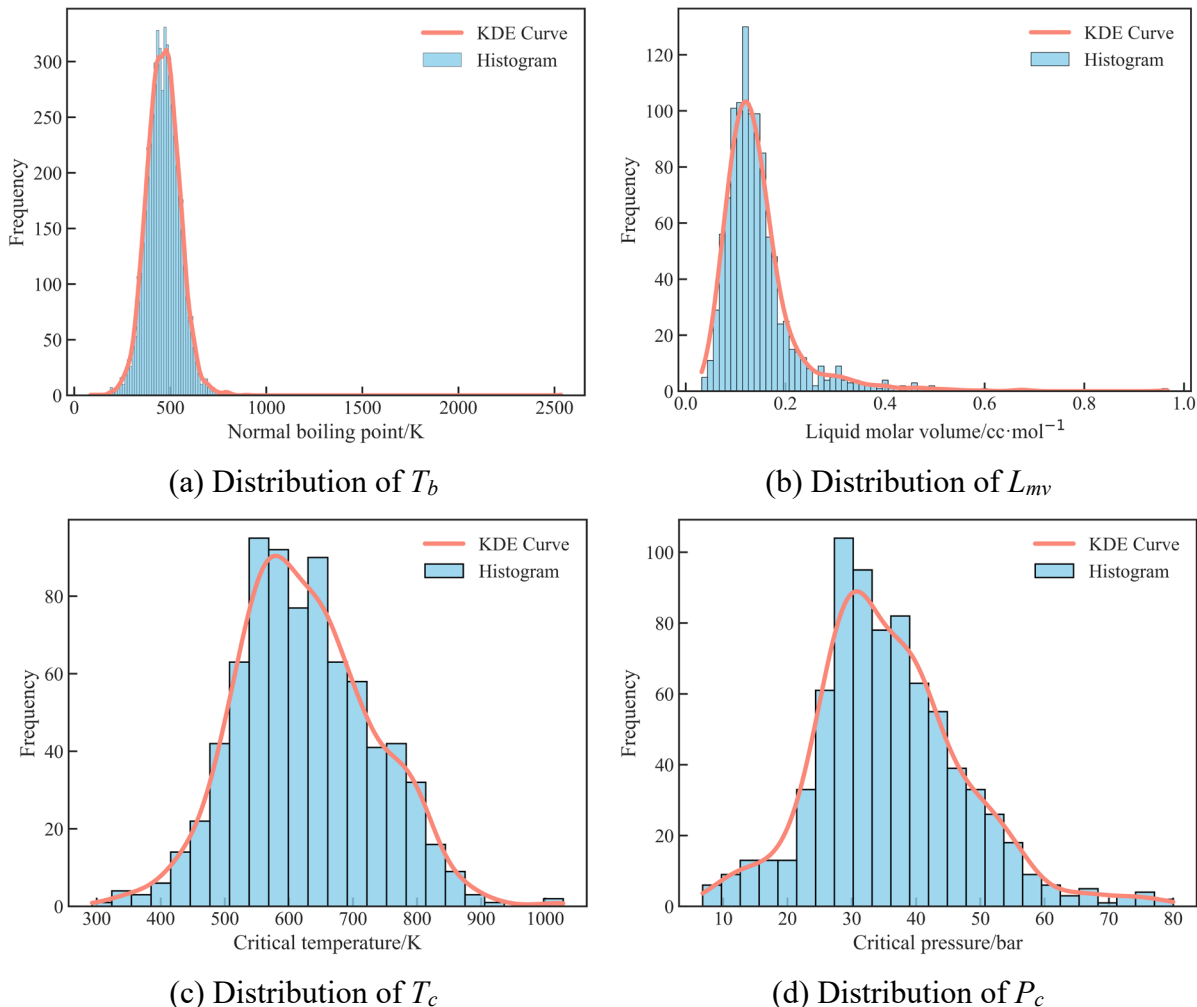 KDE Curve
Histogram
Frequency
300
250
200
150
100
50
0
0 500 1000 1500 2000 2500
Normal boiling point/K
(a) Distribution of T_b
KDE Curve
Histogram
Frequency
120
100
80
60
40
20
0
0.0 0.2 0.4 0.6 0.8 1.0
Liquid molar volume/cc·mol⁻¹
(b) Distribution of L_mv
KDE Curve
Histogram
Frequency
80
60
40
20
0
300 400 500 600 700 800 900 1000
Critical temperature/K
(c) Distribution of T_c
KDE Curve
Histogram
Frequency
100
80
60
40
20
0
10 20 30 40 50 60 70 80
Critical pressure/bar
(d) Distribution of P_c